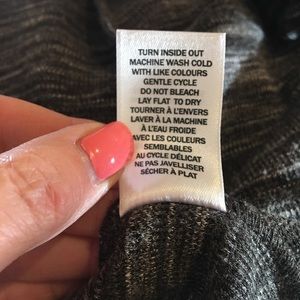 TURN INSIDE OUT
MACHINE WASH COLD
WITH LIKE COLOURS
GENTLE CYCLE
DO NOT BLEACH
LAY FLAT TO DRY
TOURNER À L'ENVERS
LAVER À LA MACHINE
À L'EAU FROIDE
AVEC LES COULEURS
SEMBLABLES
AU CYCLE DÉLICAT
NE PAS JAVELLISER
SÉCHER À PLAT